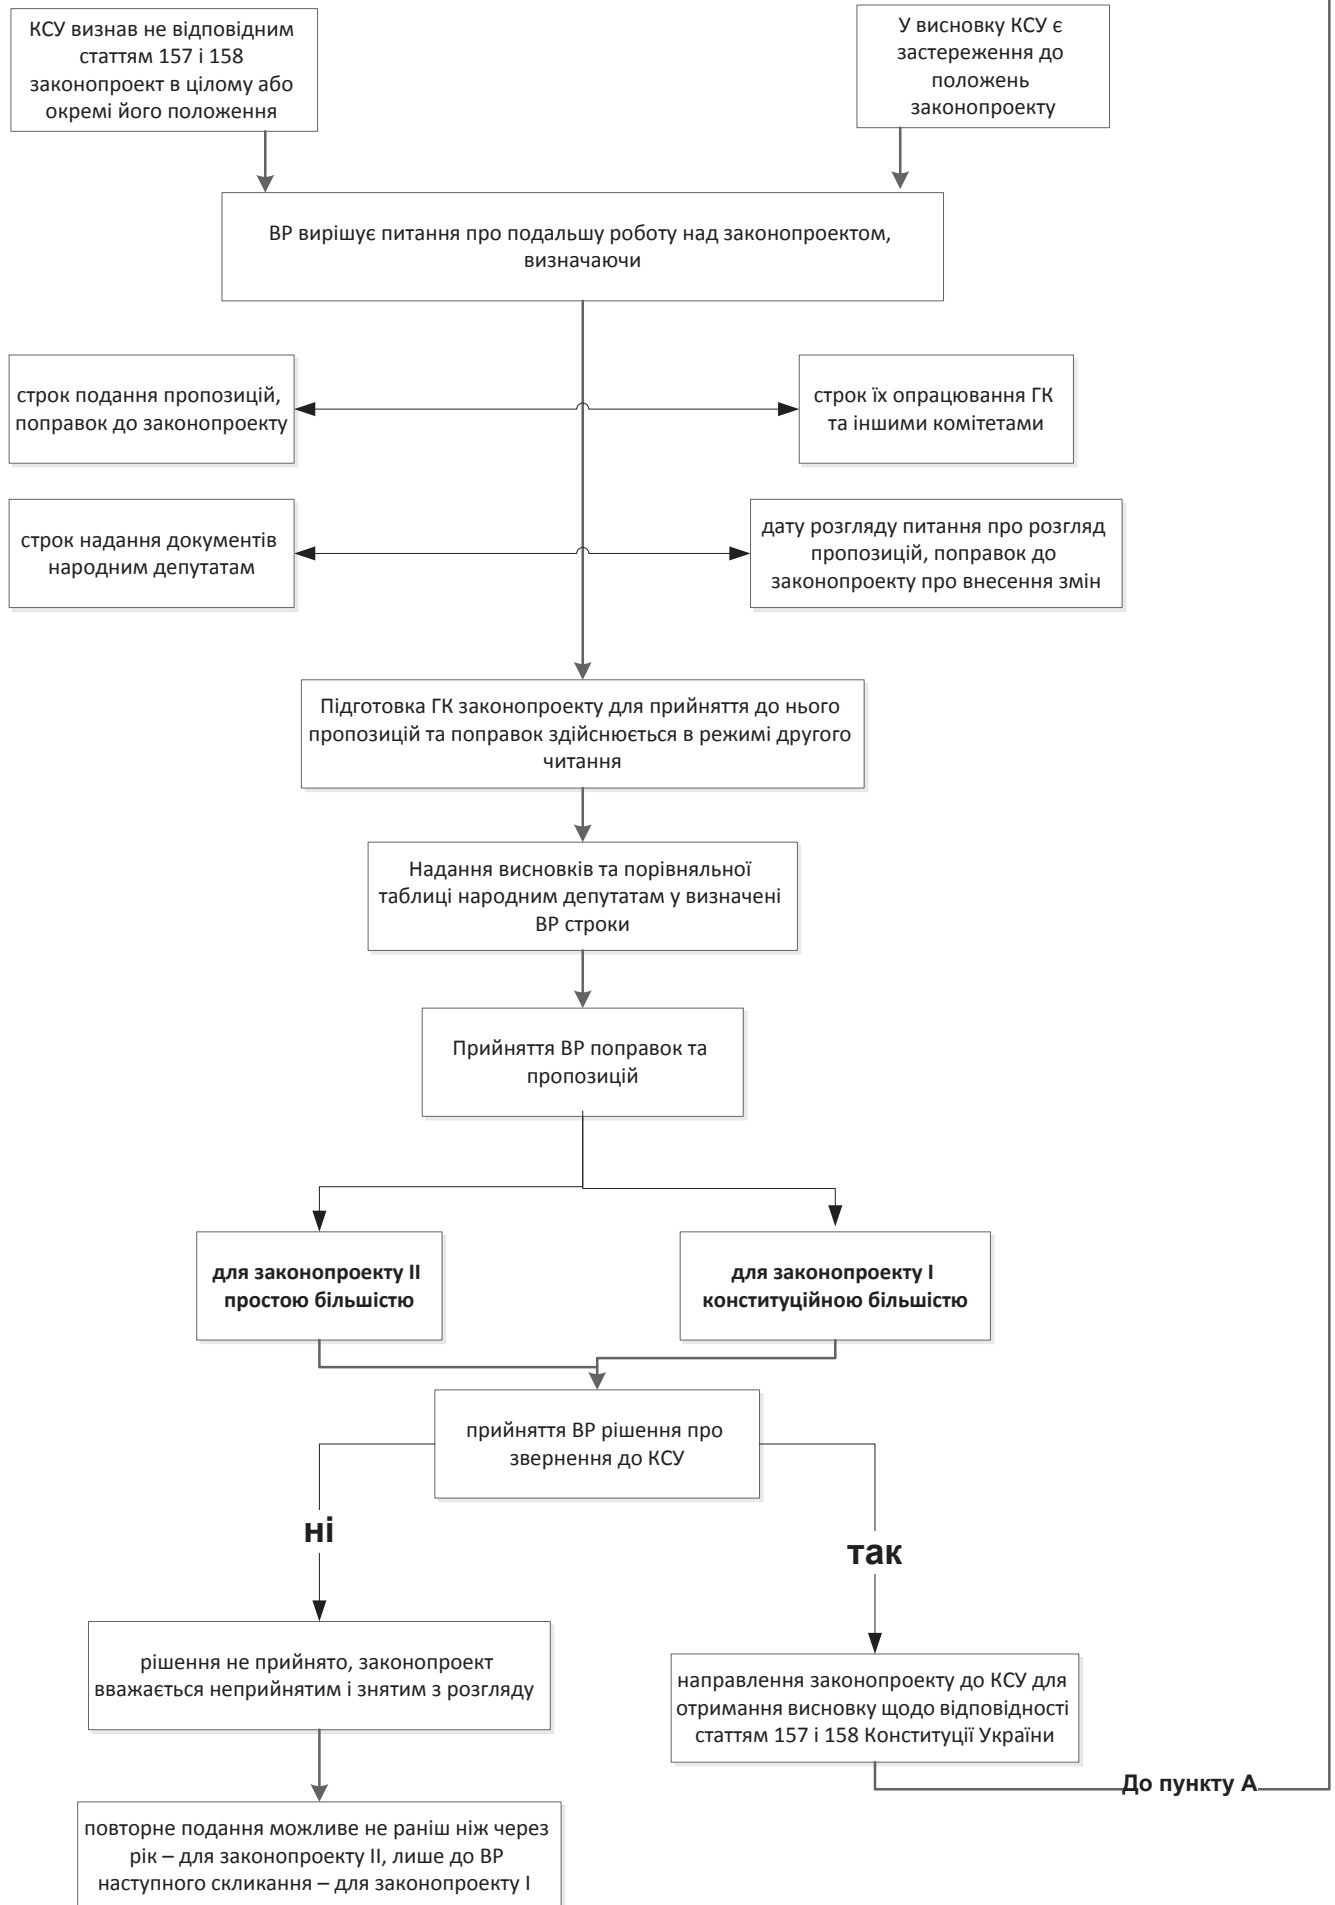 КСУ визнав не відповідним
статтям 157 і 158
законопроект в цілому або
окремі його положення
У висновку КСУ є
застереження до
положень
законопроекту
ВР вирішує питання про подальшу роботу над законопроектом,
визначаючи
строк подання пропозицій,
поправок до законопроекту
строк їх опрацювання ГК
та іншими комітетами
строк надання документів
народним депутатам
дату розгляду питання про розгляд
пропозицій, поправок до
законопроекту про внесення змін
Підготовка ГК законопроекту для прийняття до нього
пропозицій та поправок здійснюється в режимі другого
читання
Надання висновків та порівняльної
таблиці народним депутатам у визначені
ВР строки
Прийняття ВР поправок та
пропозицій
для законопроекту ІІ
простою більшістю
для законопроекту І
конституційною більшістю
прийняття ВР рішення про
звернення до КСУ
ні
так
рішення не прийнято, законопроект
вважається неприйнятим і знятим з розгляду
направлення законопроекту до КСУ для
отримання висновку щодо відповідності
статтям 157 і 158 Конституції України
До пункту А
повторне подання можливе не раніш ніж через
рік – для законопроекту ІІ, лише до ВР
наступного скликання – для законопроекту І